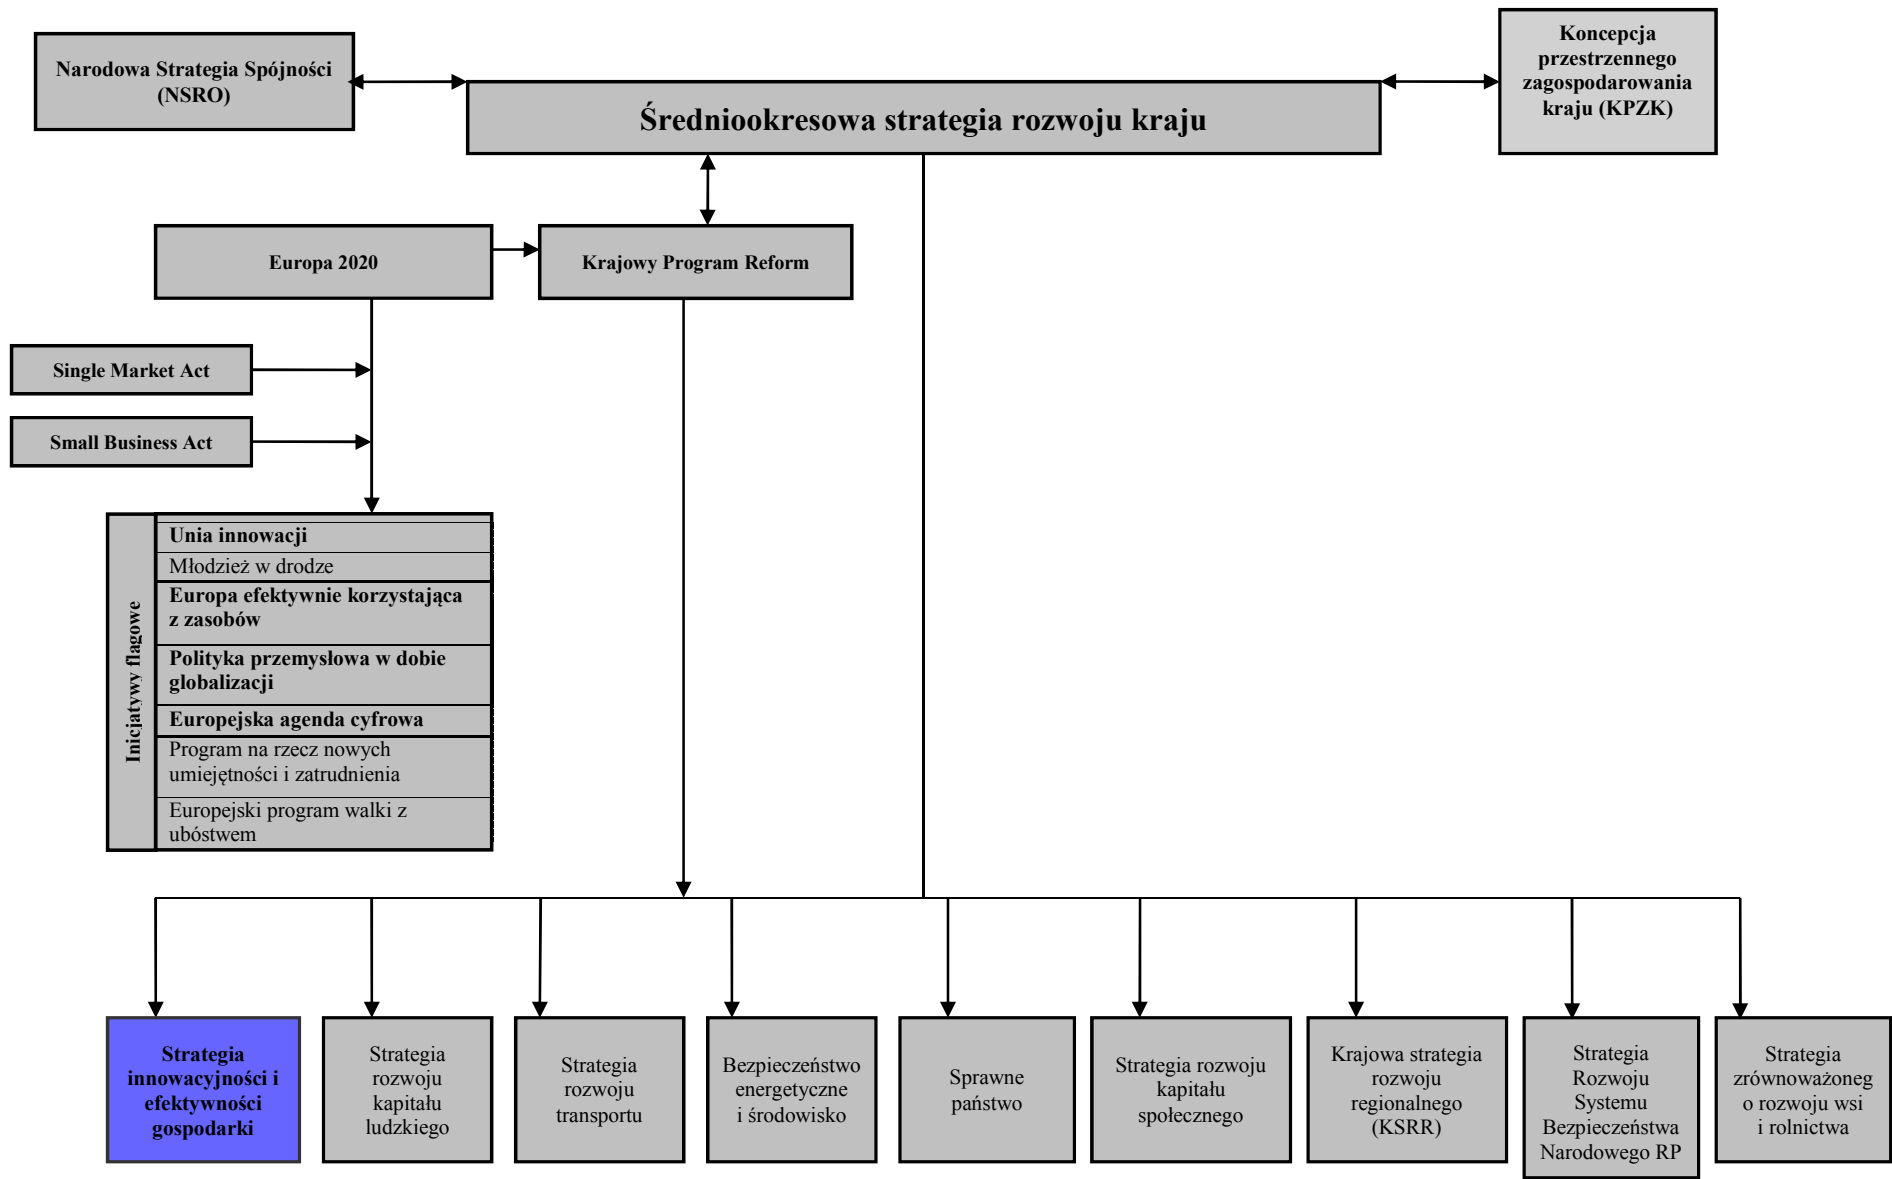 Narodowa Strategia Spójności
(NSRO)
Koncepcja
przestrzennego
zagospodarowania
kraju (KPZK)
Średniookresowa strategia rozwoju kraju
Europa 2020
Krajowy Program Reform
Single Market Act
Small Business Act
Inicjatywy flagowe
Unia innowacji
Młodzież w drodze
Europa efektywnie korzystająca
z zasobów
Polityka przemysłowa w dobie
globalizacji
Europejska agenda cyfrowa
Program na rzecz nowych
umiejętności i zatrudnienia
Europejski program walki z
ubóstwem
Strategia
innowacyjności i
efektywności
gospodarki
Strategia
rozwoju
kapitału
ludzkiego
Strategia
rozwoju
transportu
Bezpieczeństwo
energetyczne
i środowisko
Sprawne
państwo
Strategia rozwoju
kapitału
społecznego
Krajowa strategia
rozwoju
regionalnego
(KSRR)
Strategia
Rozwoju
Systemu
Bezpieczeństwa
Narodowego RP
Strategia
zrównoważoneg
o rozwoju wsi
i rolnictwa